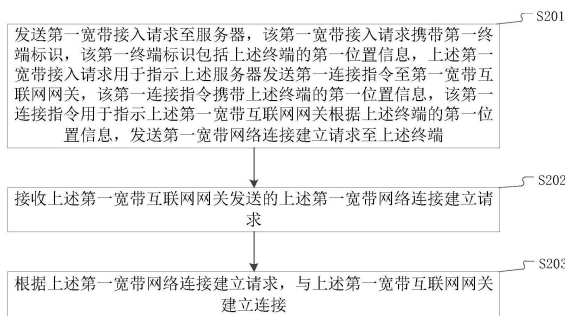 S201
发送第一宽带接入请求至服务器，该第一宽带接入请求携带第一终
端标识，该第一终端标识包括上述终端的第一位置信息，上述第一
宽带接入请求用于指示上述服务器发送第一连接指令至第一宽带互
联网网关，该第一连接指令携带上述终端的第一位置信息，该第一
连接指令用于指示上述第一宽带互联网网关根据上述终端的第一位
置信息，发送第一宽带网络连接建立请求至上述终端
S202
接收上述第一宽带互联网网关发送的上述第一宽带网络连接建立请
求
S203
根据上述第一宽带网络连接建立请求，与上述第一宽带互联网网关
建立连接